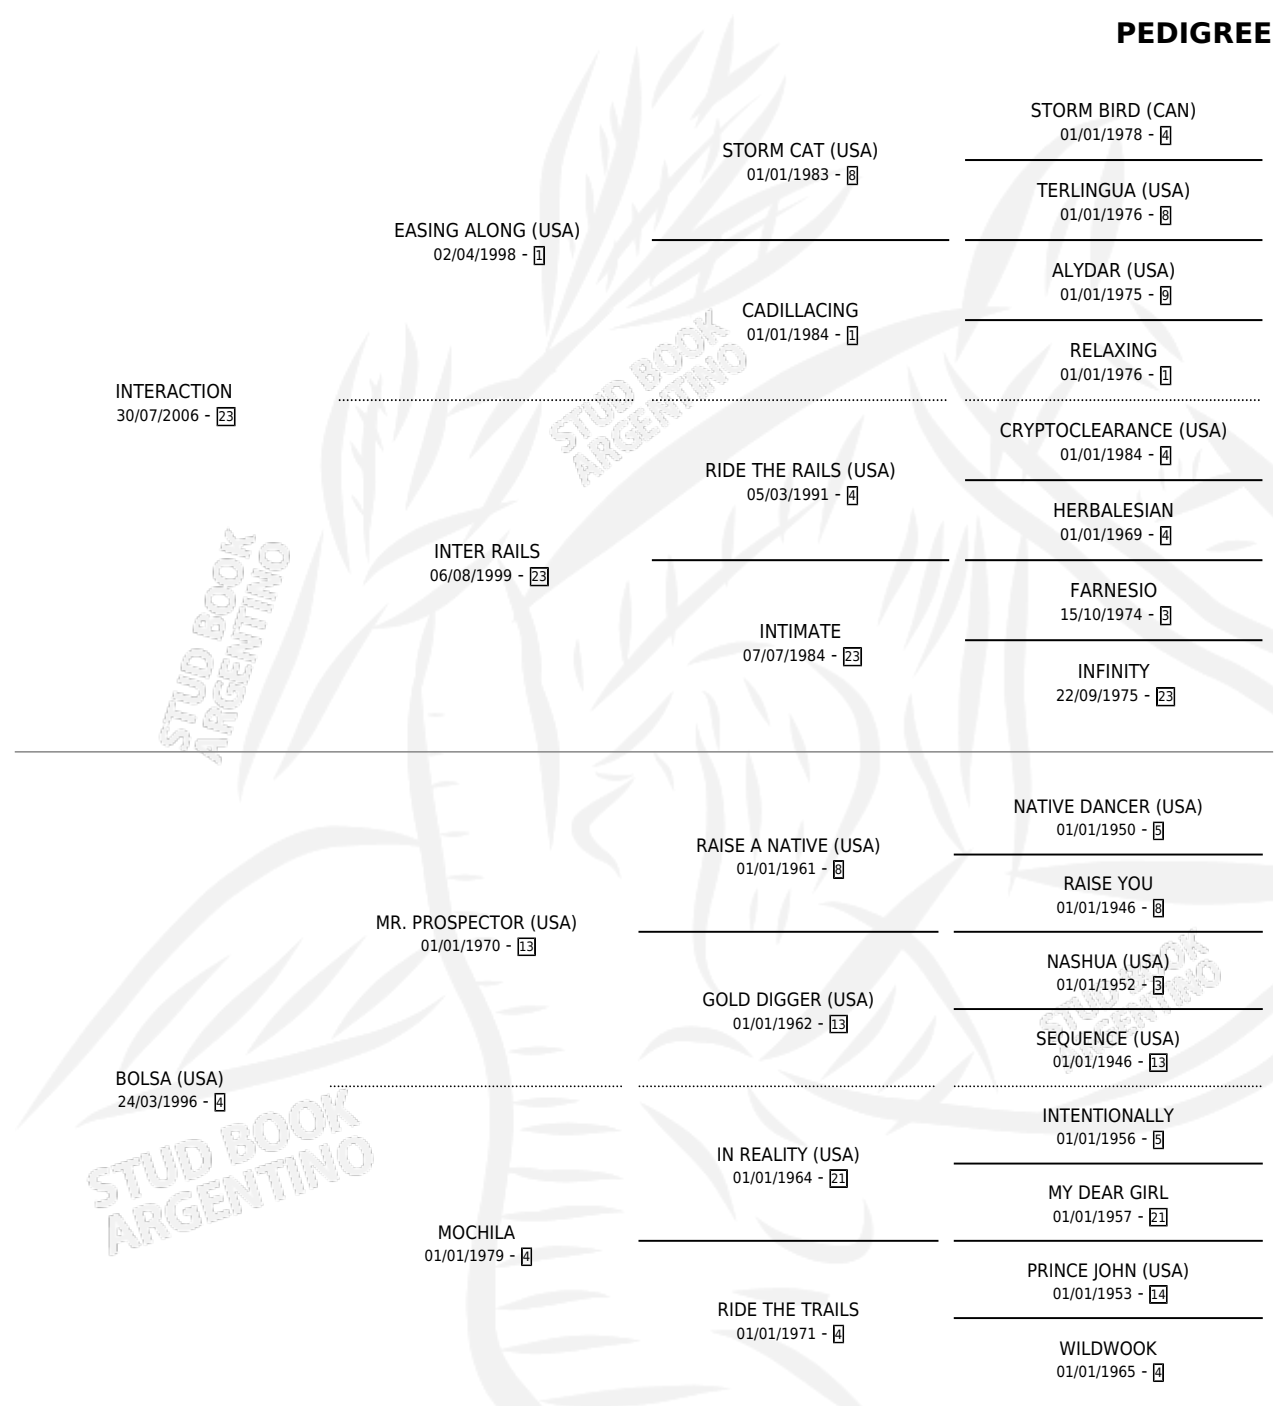 PEDIGREE
STORM BIRD (CAN)
01/01/1978 - 4
STORM CAT (USA)
01/01/1983 - 8
TERLINGUA (USA)
01/01/1976 - 8
EASING ALONG (USA)
02/04/1998 - 1
ALYDAR (USA)
01/01/1975 - 9
CADILLACING
01/01/1984 - 1
RELAXING
01/01/1976 - 1
INTERACTION
30/07/2006 - 23
STUD BOOK
ARGENTINO
CRYPTOCLEARANCE (USA)
01/01/1984 - 4
RIDE THE RAILS (USA)
05/03/1991 - 4
HERBALESIAN
01/01/1969 - 4
INTER RAILS
06/08/1999 - 23
FARNESIO
15/10/1974 - 3
INTIMATE
07/07/1984 - 23
INFINITY
22/09/1975 - 23
STUD BOOK
ARGENTINO
NATIVE DANCER (USA)
01/01/1950 - 5
RAISE A NATIVE (USA)
01/01/1961 - 8
RAISE YOU
01/01/1946 - 8
MR. PROSPECTOR (USA)
01/01/1970 - 13
NASHUA (USA)
01/01/1952 - 3
GOLD DIGGER (USA)
01/01/1962 - 13
STUD BOOK
ARGENTINO
SEQUENCE (USA)
01/01/1946 - 13
BOLSA (USA)
24/03/1996 - 4
STUD BOOK
ARGENTINO
INTENTIONALLY
01/01/1956 - 5
IN REALITY (USA)
01/01/1964 - 21
MY DEAR GIRL
01/01/1957 - 21
MOCHILA
01/01/1979 - 4
PRINCE JOHN (USA)
01/01/1953 - 14
RIDE THE TRAILS
01/01/1971 - 4
WILDWOOK
01/01/1965 - 4